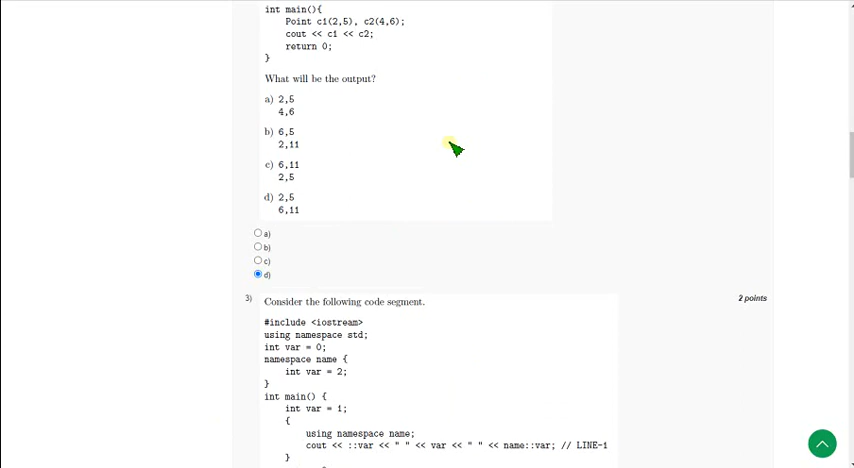 int main(){
Point c1(2,5), c2(4,6);
cout << c1 << c2;
return 0;
}
What will be the output?
a) 2,5
4,6
b) 6,5
2,11
c) 6,11
2,5
d) 2,5
6,11
a)
b)
c)
d)
3) Consider the following code segment. 2 points
#include <iostream>
using namespace std;
int var = 0;
namespace name {
int var = 2;
}
int main() {
int var = 1;
{
using namespace name;
cout << ::var << " " << var << " " << name::var; // LINE-1
}